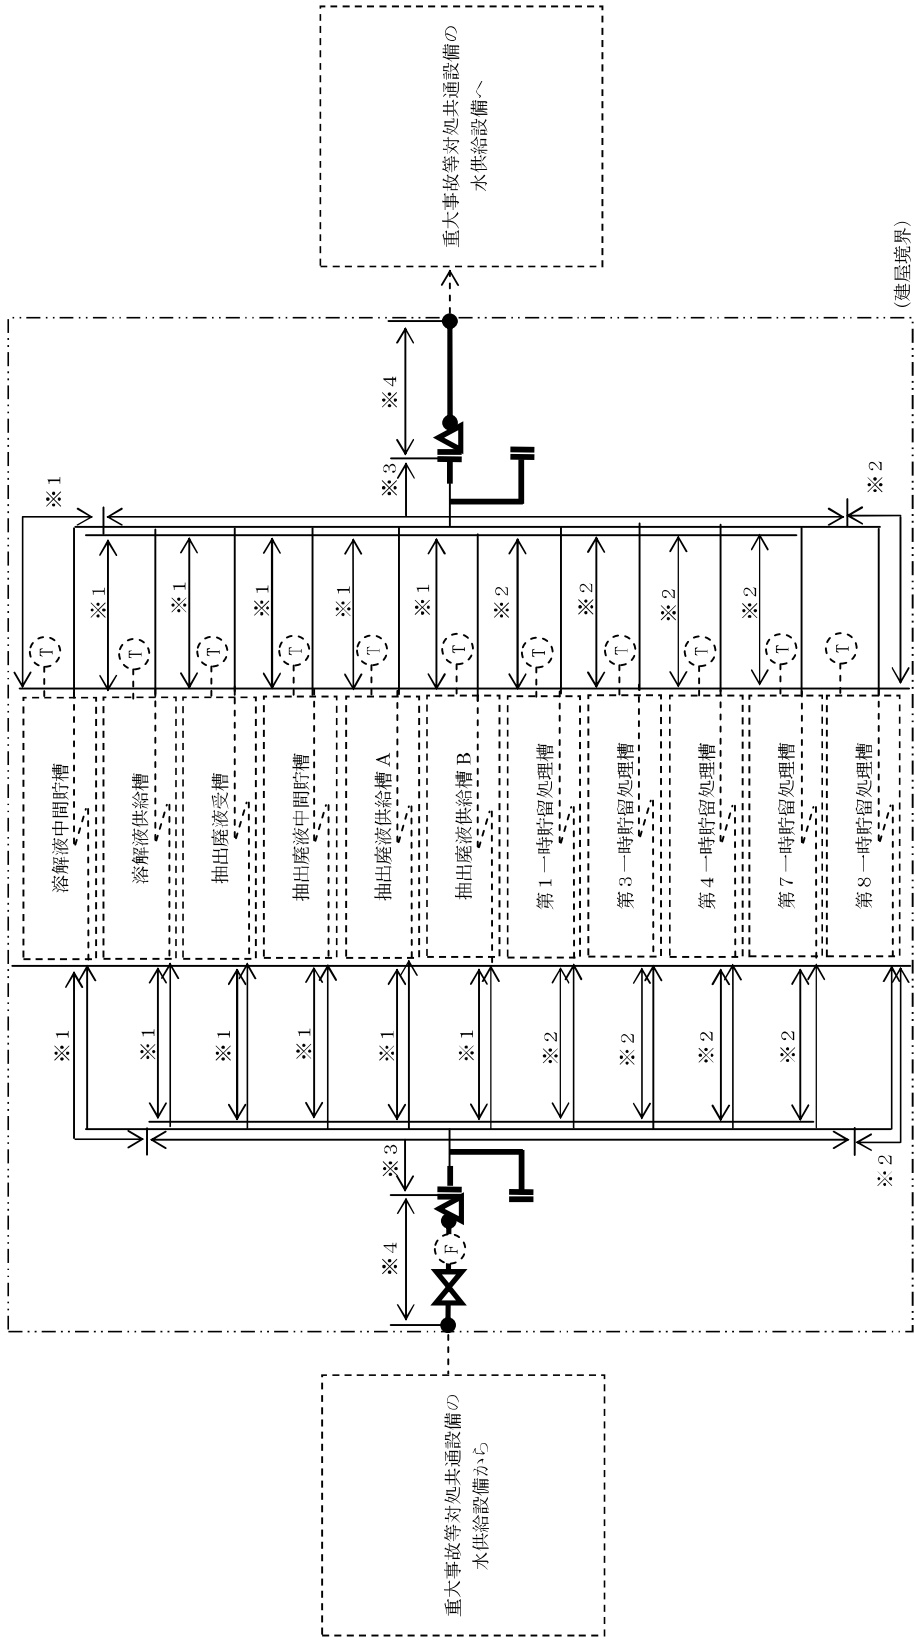 重大事故等対処共通設備の
水供給設備へ
(建屋境界)
※4
※3
※1
※2
※1
※1
※1
※1
※1
※2
※2
※2
※2
T
T
T
T
T
T
T
T
T
T
T
溶解液中間貯槽
溶解液供給槽
抽出廃液受槽
抽出廃液中間貯槽
抽出廃液供給槽A
抽出廃液供給槽B
第1一時貯留処理槽
第3一時貯留処理槽
第4一時貯留処理槽
第7一時貯留処理槽
第8一時貯留処理槽
※1
※1
※1
※1
※1
※1
※2
※2
※2
※2
※3
※2
※4
F
重大事故等対処共通設備の
水供給設備から